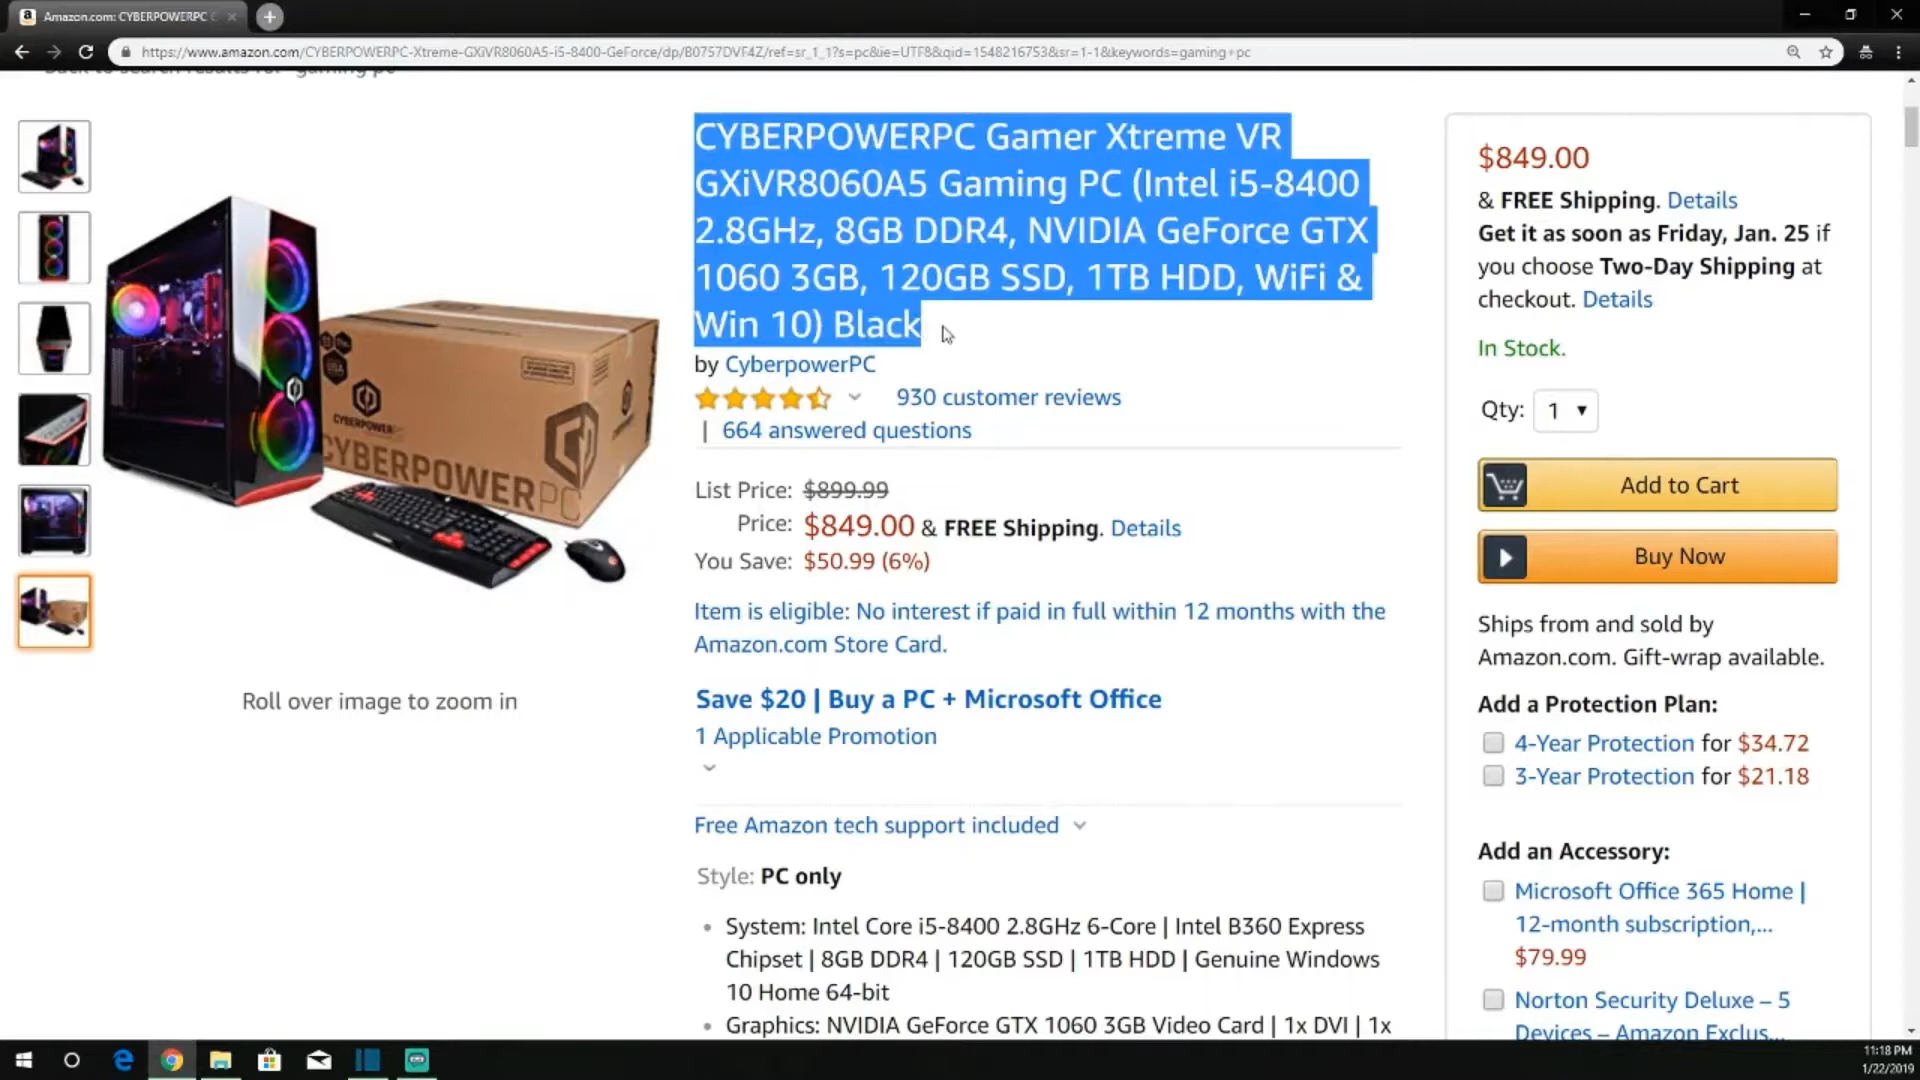 Amazon.com: CYBERPOWERPC
https://www.amazon.com/CYBERPOWERPC-Xtreme-GXiVR8060A5-i5-8400-GeForce/dp/B0757DVF4Z/ref=sr_1_1?s=pc&ie=UTF8&qid=1548216753&sr=1-1&keywords=gaming+pc
CYBERPOWERPC Gamer Xtreme VR
GXiVR8060A5 Gaming PC (Intel i5-8400
2.8GHz, 8GB DDR4, NVIDIA GeForce GTX
1060 3GB, 120GB SSD, 1TB HDD, WiFi &
Win 10) Black
by CyberpowerPC
930 customer reviews
| 664 answered questions
List Price: $899.99
Price: $849.00 & FREE Shipping. Details
You Save: $50.99 (6%)
Item is eligible: No interest if paid in full within 12 months with the
Amazon.com Store Card.
Save $20 | Buy a PC + Microsoft Office
1 Applicable Promotion
Free Amazon tech support included
Style: PC only
• System: Intel Core i5-8400 2.8GHz 6-Core | Intel B360 Express
Chipset | 8GB DDR4 | 120GB SSD | 1TB HDD | Genuine Windows
10 Home 64-bit
• Graphics: NVIDIA GeForce GTX 1060 3GB Video Card | 1x DVI | 1x
CYBERPOWER
CYBERPOWERPC
Roll over image to zoom in
$849.00
& FREE Shipping. Details
Get it as soon as Friday, Jan. 25 if
you choose Two-Day Shipping at
checkout. Details
In Stock.
Qty: 1
Add to Cart
Buy Now
Ships from and sold by
Amazon.com. Gift-wrap available.
Add a Protection Plan:
4-Year Protection for $34.72
3-Year Protection for $21.18
Add an Accessory:
Microsoft Office 365 Home |
12-month subscription,...
$79.99
Norton Security Deluxe – 5
Devices – Amazon Exclus...
11:18 PM
1/22/2019